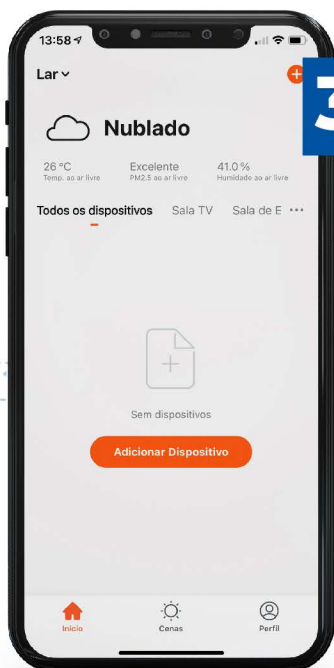 13:58
3
Lar
Nublado
26 °C Excelente 41.0 %
Temp. ao ar livre PM2.5 ao ar livre Humidade ao ar livre
Todos os dispositivos Sala TV Sala de E ...
Sem dispositivos
Adicionar Dispositivo
Início Cenas Perfil